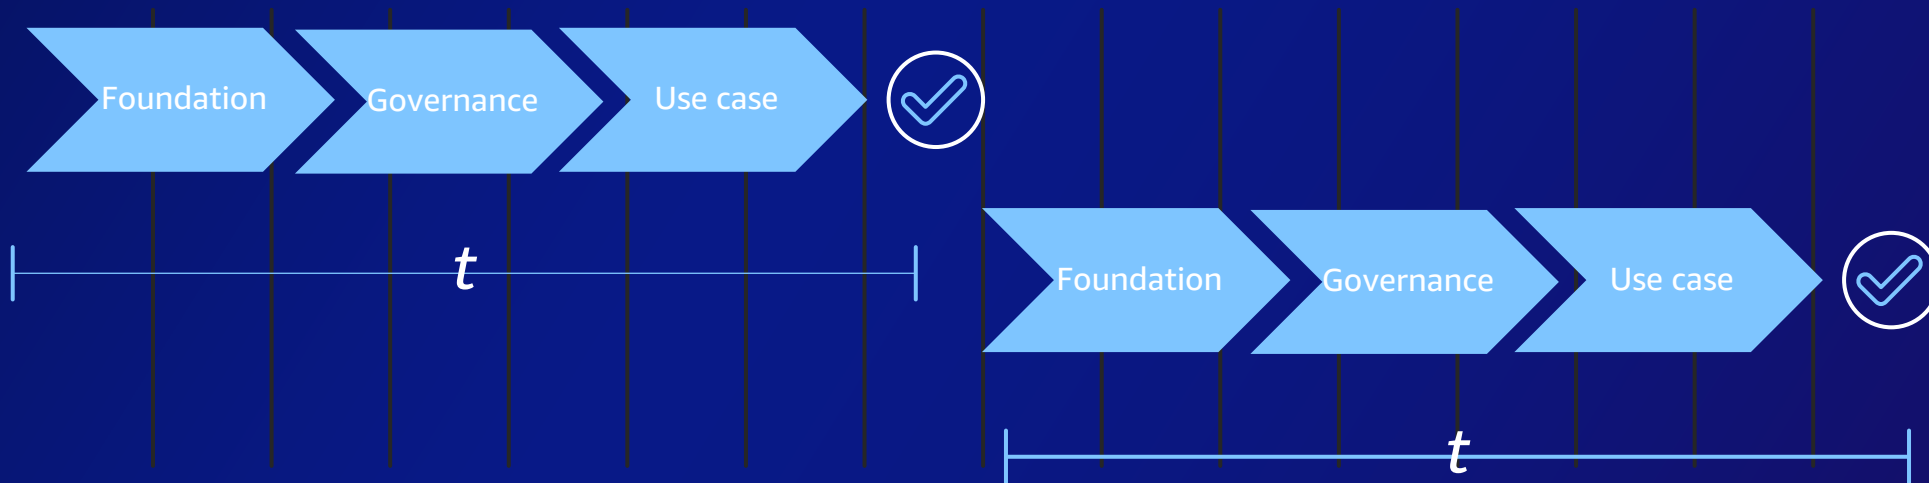 Foundation
Governance
Use case
t
Foundation
Governance
Use case
t